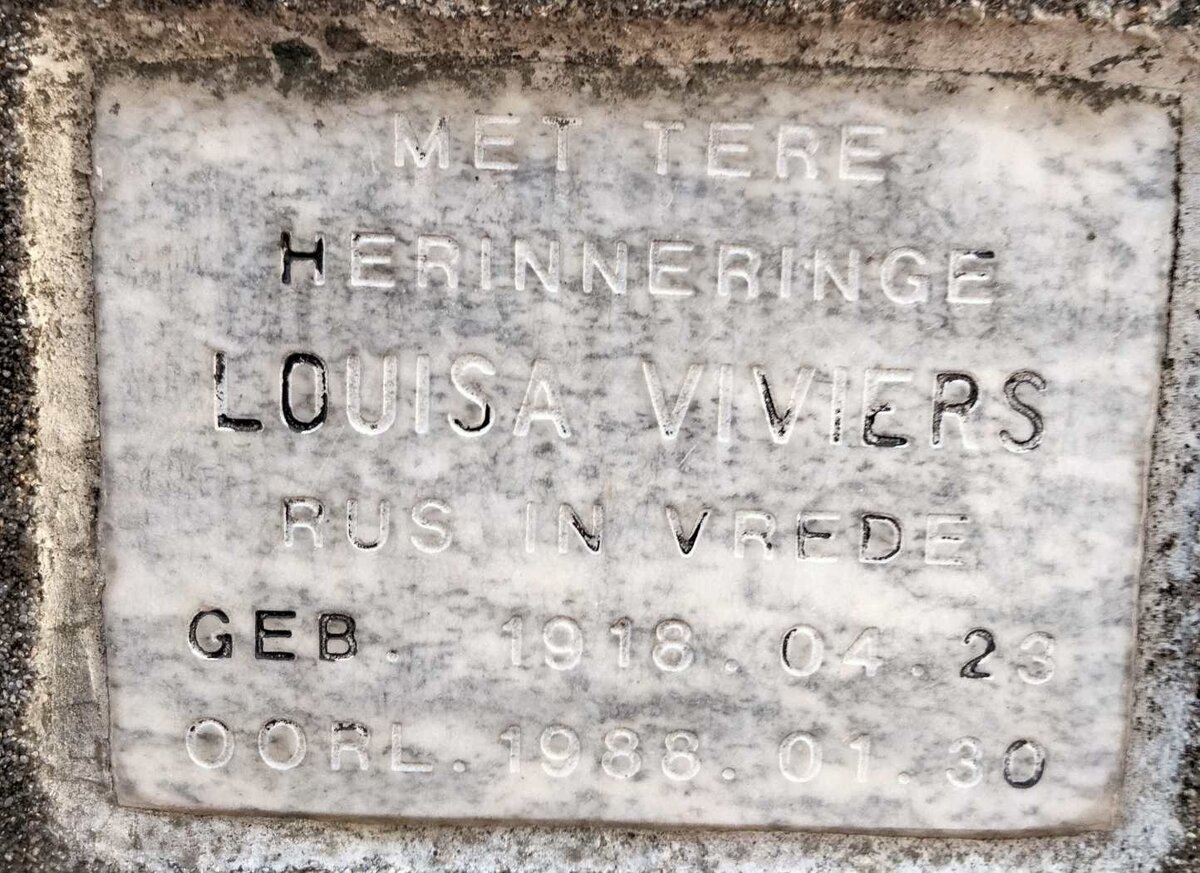 MET TERE
HERINNERINGE
LOUISA VIVIERS
RUS IN VREDE
GEB. 1918.04.23
OORL. 1988.01.30